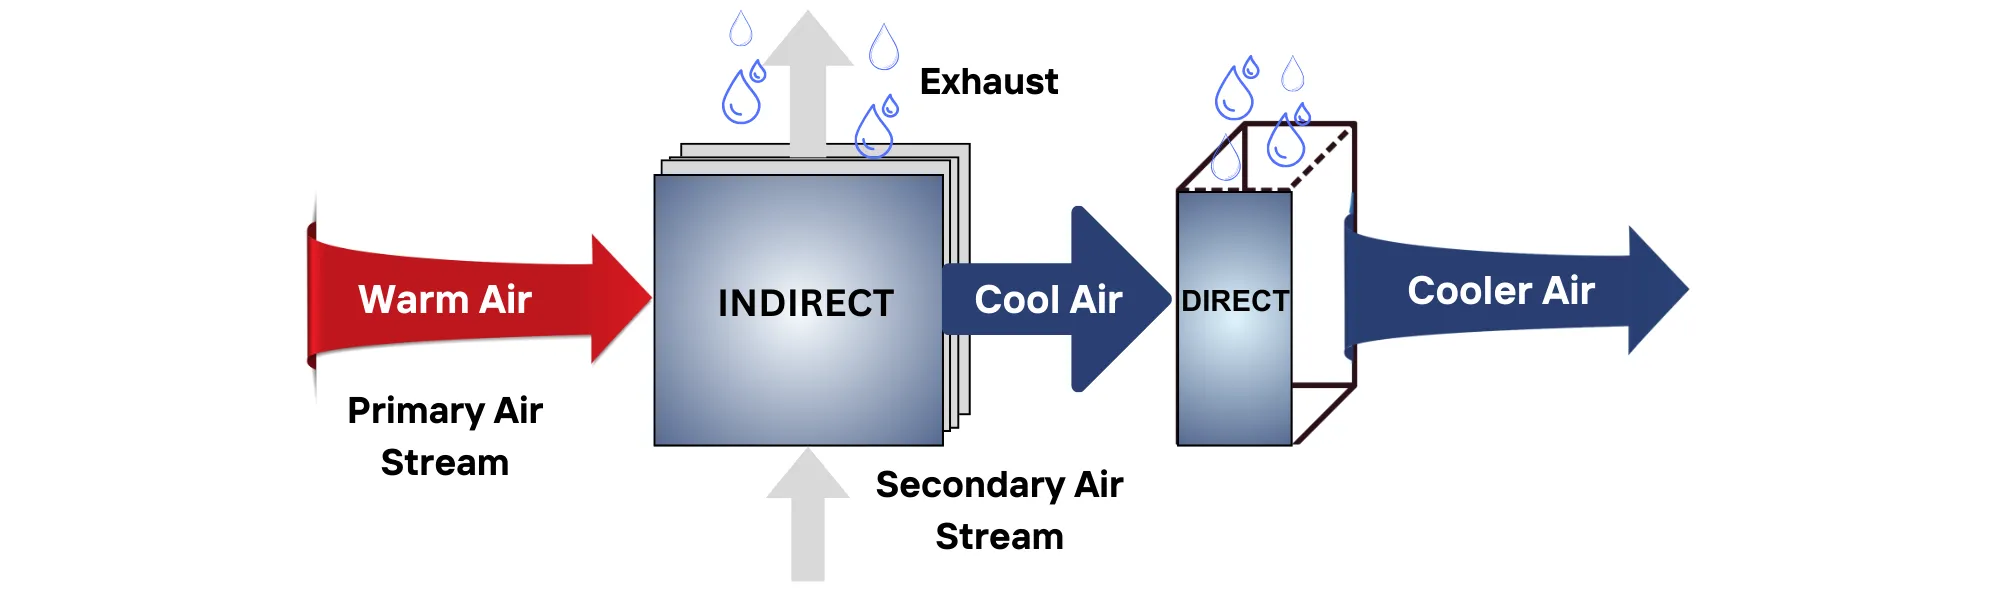 Exhaust
Warm Air
INDIRECT
Cool Air
DIRECT
Cooler Air
Primary Air
Stream
Secondary Air
Stream